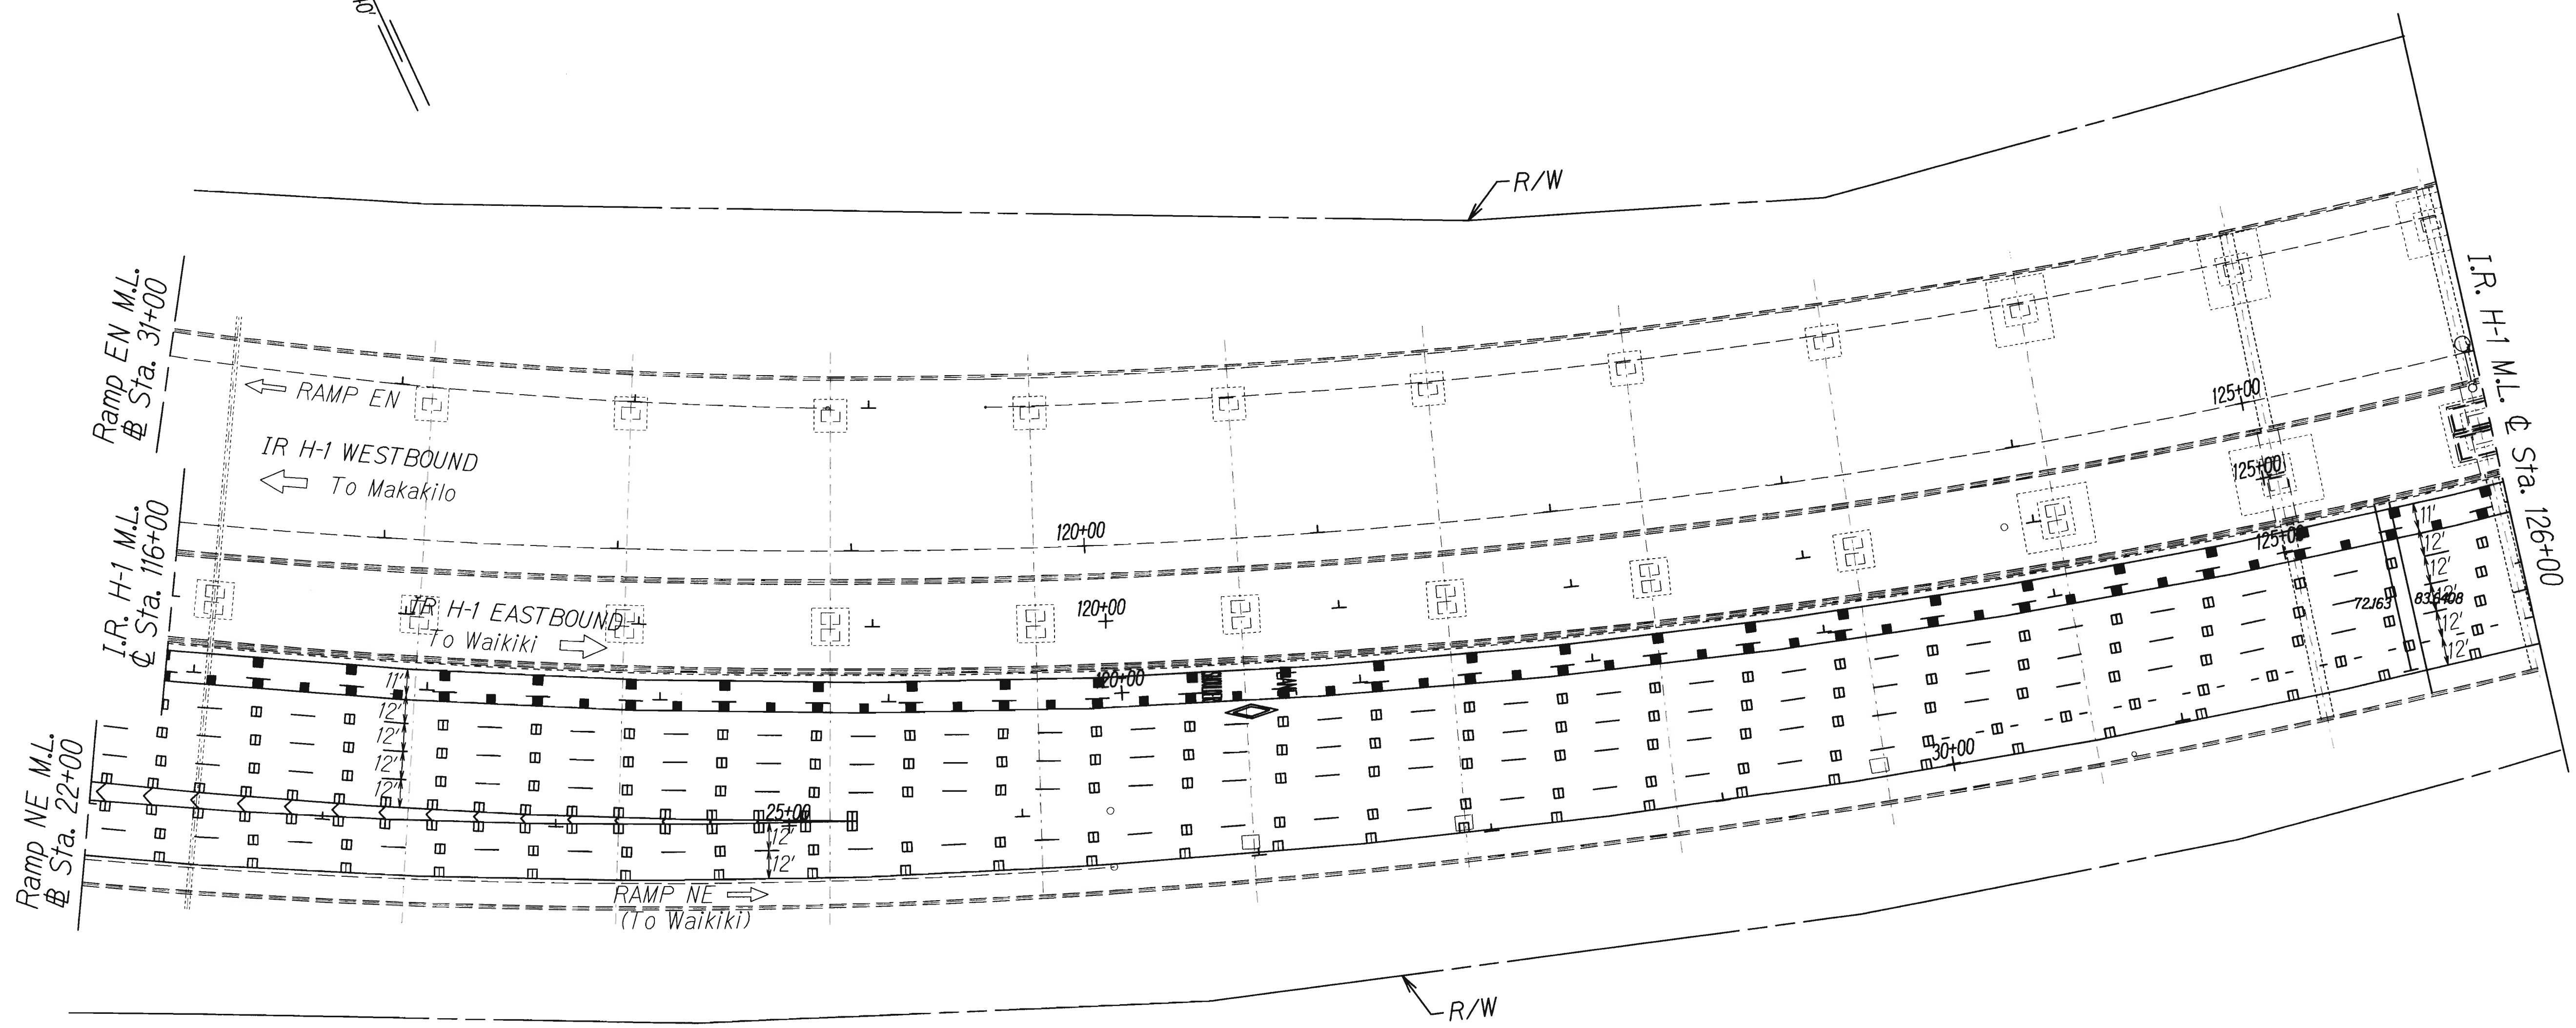 R/W
Ramp EN M.L.
B Sta. 31+00
RAMP EN
IR H-1 WESTBOUND
To Makakilo
I.R. H-1 M.L.
℄ Sta. 116+00
IR H-1 EASTBOUND
To Waikiki
120+00
120+00
120+00
125+00
125+00
125+00
I.R. H-1 M.L. ℄ Sta. 126+00
11'
12'
12'
12'
12'
11'
12'
12'
12'
12'
72.163
83.6408
Ramp NE M.L.
B Sta. 22+00
25+00
12'
12'
30+00
RAMP NE
(To Waikiki)
R/W